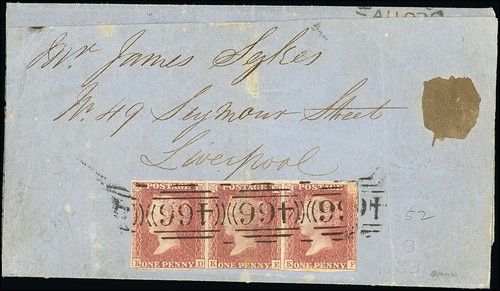 Mr James Sykes
No 49 Seymour Street
Liverpool
POSTAGE POSTAGE POSTAGE
466 466 466
52
K D ONE PENNY K E ONE PENNY K F ONE PENNY